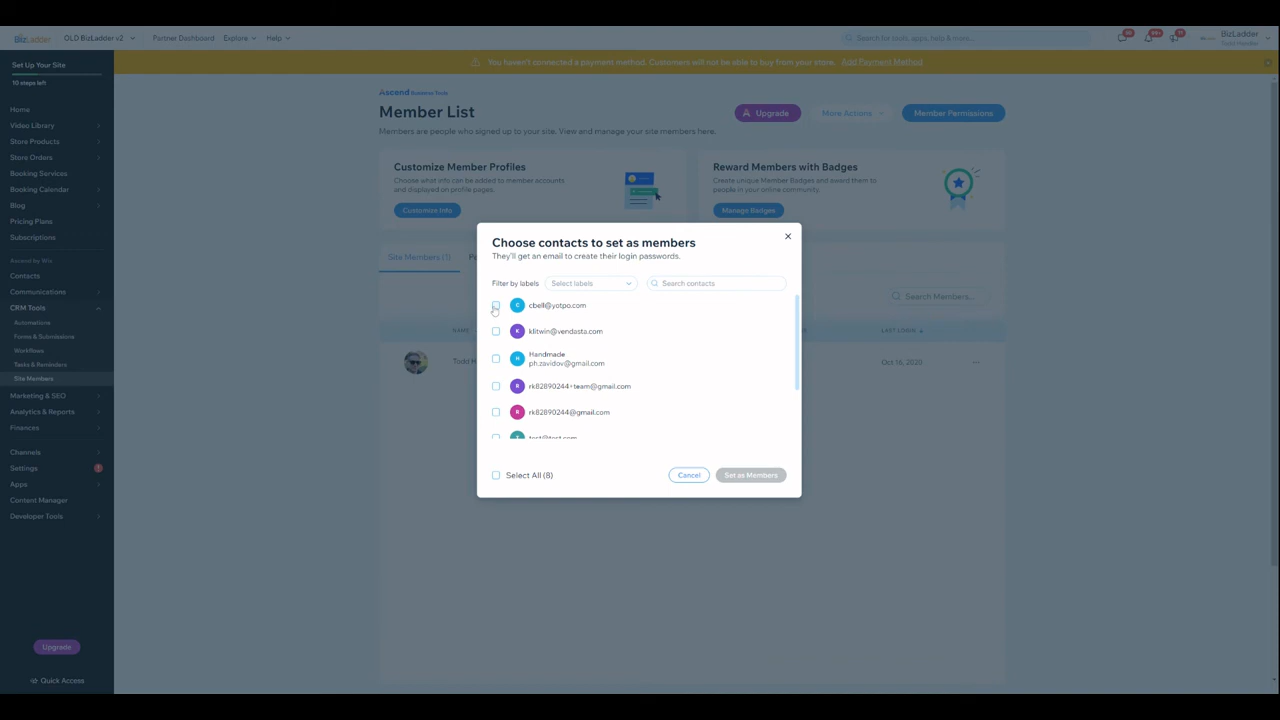 BizLadder
OLD BizLadder v2
Partner Dashboard
Explore
Help
Search for tools, apps, help & more...
99+
BizLadder
Set Up Your Site
10 steps left
You haven't connected a payment method. Customers will not be able to buy from your store. Add Payment Method
Home
Video Library
Store Products
Store Orders
Booking Services
Booking Calendar
Blog
Pricing Plans
Subscriptions
Ascend by Wix
Contacts
Communications
CRM Tools
Automations
Forms & Submissions
Workflows
Tasks & Reminders
Site Members
Marketing & SEO
Analytics & Reports
Finances
Channels
Settings
Apps
Content Manager
Developer Tools
Upgrade
Quick Access
Ascend Business Tools
Member List
Members are people who signed up to your site. View and manage your site members here.
Upgrade
More Actions
Member Permissions
Customize Member Profiles
Choose what info can be added to member accounts
and displayed on profile pages.
Customize Info
Reward Members with Badges
Create unique Member Badges and award them to
people in your online community.
Manage Badges
Site Members (1)
Search Members...
NAME
LAST LOGIN
Todd H
Oct 16, 2020
Choose contacts to set as members
They'll get an email to create their login passwords.
Filter by labels
Select labels
Search contacts
C
cbell@yotpo.com
K
klitwin@vendasta.com
H
Handmade
ph.zavidov@gmail.com
R
rk82890244+team@gmail.com
R
rk82890244@gmail.com
test@test.com
Select All (8)
Cancel
Set as Members